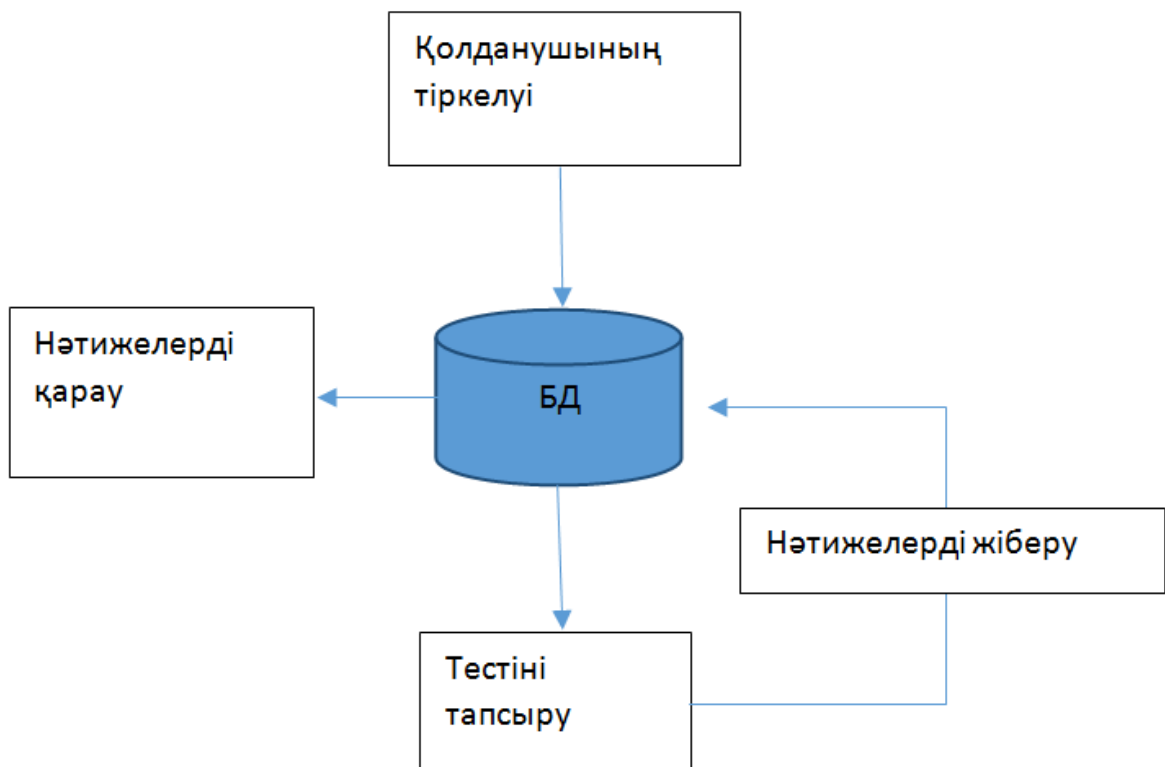 Қолданушының
тіркелуі
Нәтижелерді
қарау
БД
Нәтижелерді жіберу
Тестіні
тапсыру